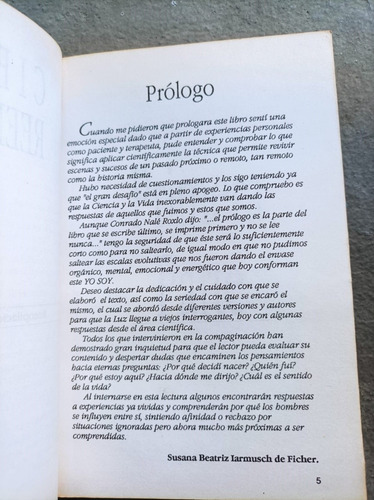 CIE
REEN
Prólogo
Cuando me pidieron que prologara este libro sentí una
emoción especial dado que a partir de experiencias personales
como paciente y terapeuta, pude entender y comprobar lo que
significa aplicar científicamente la técnica que permite revivir
escenas y sucesos de un pasado próximo o remoto, tan remoto
como la historia misma.
Hubo necesidad de cuestionamientos y los sigo teniendo ya
que "el gran desafío" está en pleno apogeo. Lo que compruebo es
que la Ciencia y la Vida inexorablemente van dando las
respuestas de aquellos que fuimos y estos que somos.
Aunque Conrado Nalé Roxlo dijo: "...el prólogo es la parte del
libro que se escribe último, se imprime primero y no se lee
nunca..." tengo la seguridad de que éste será lo suficientemente
corto como para no saltearlo, de igual modo en que no pudimos
saltear las escalas evolutivas que nos fueron dando el envase
orgánico, mental, emocional y energético que hoy conforman
este YO SOY.
Deseo destacar la dedicación y el cuidado con que se
elaboró el texto, así como la seriedad con que se encaró el
mismo, el cual se abordó desde diferentes versiones y autores
para que la Luz llegue a viejos interrogantes, hoy con algunas
respuestas desde el área científica.
Todos los que intervinieron en la compaginación han
demostrado gran inquietud para que el lector pueda evaluar su
contenido y despertar dudas que encaminen los pensamientos
hacia eternas preguntas: ¿Por qué decidí nacer? ¿Quién fuí?
¿Por qué estoy aquí? ¿Hacia dónde me dirijo? ¿Cuál es el sentido
de la vida?
Al internarse en esta lectura algunos encontrarán respuestas
a experiencias ya vividas y comprenderán por qué los hombres
se influyen entre sí, sintiendo afinidad o rechazo por
situaciones ignoradas pero ahora mucho más próximas a ser
comprendidas.
Susana Beatriz Iarmusch de Ficher.
5